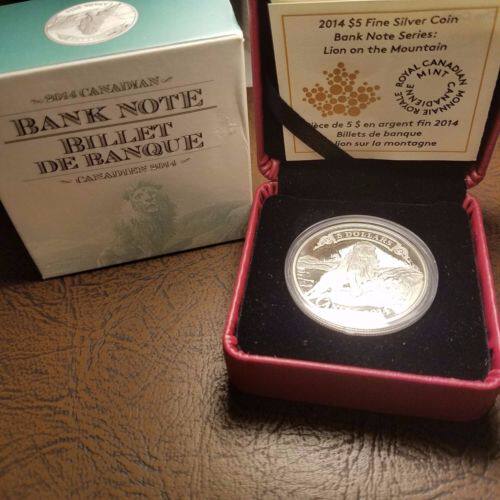 2014 CANADIAN
BANK NOTE
BILLET
DE BANQUE
CANADIEN 2014
2014 $5 Fine Silver Coin
Bank Note Series:
Lion on the Mountain
ROYAL CANADIAN MINT
MONNAIE ROYALE CANADIENNE
ièce de 5 $ en argent fin 2014
Billets de banque
lion sur la montagne
5 DOLLARS